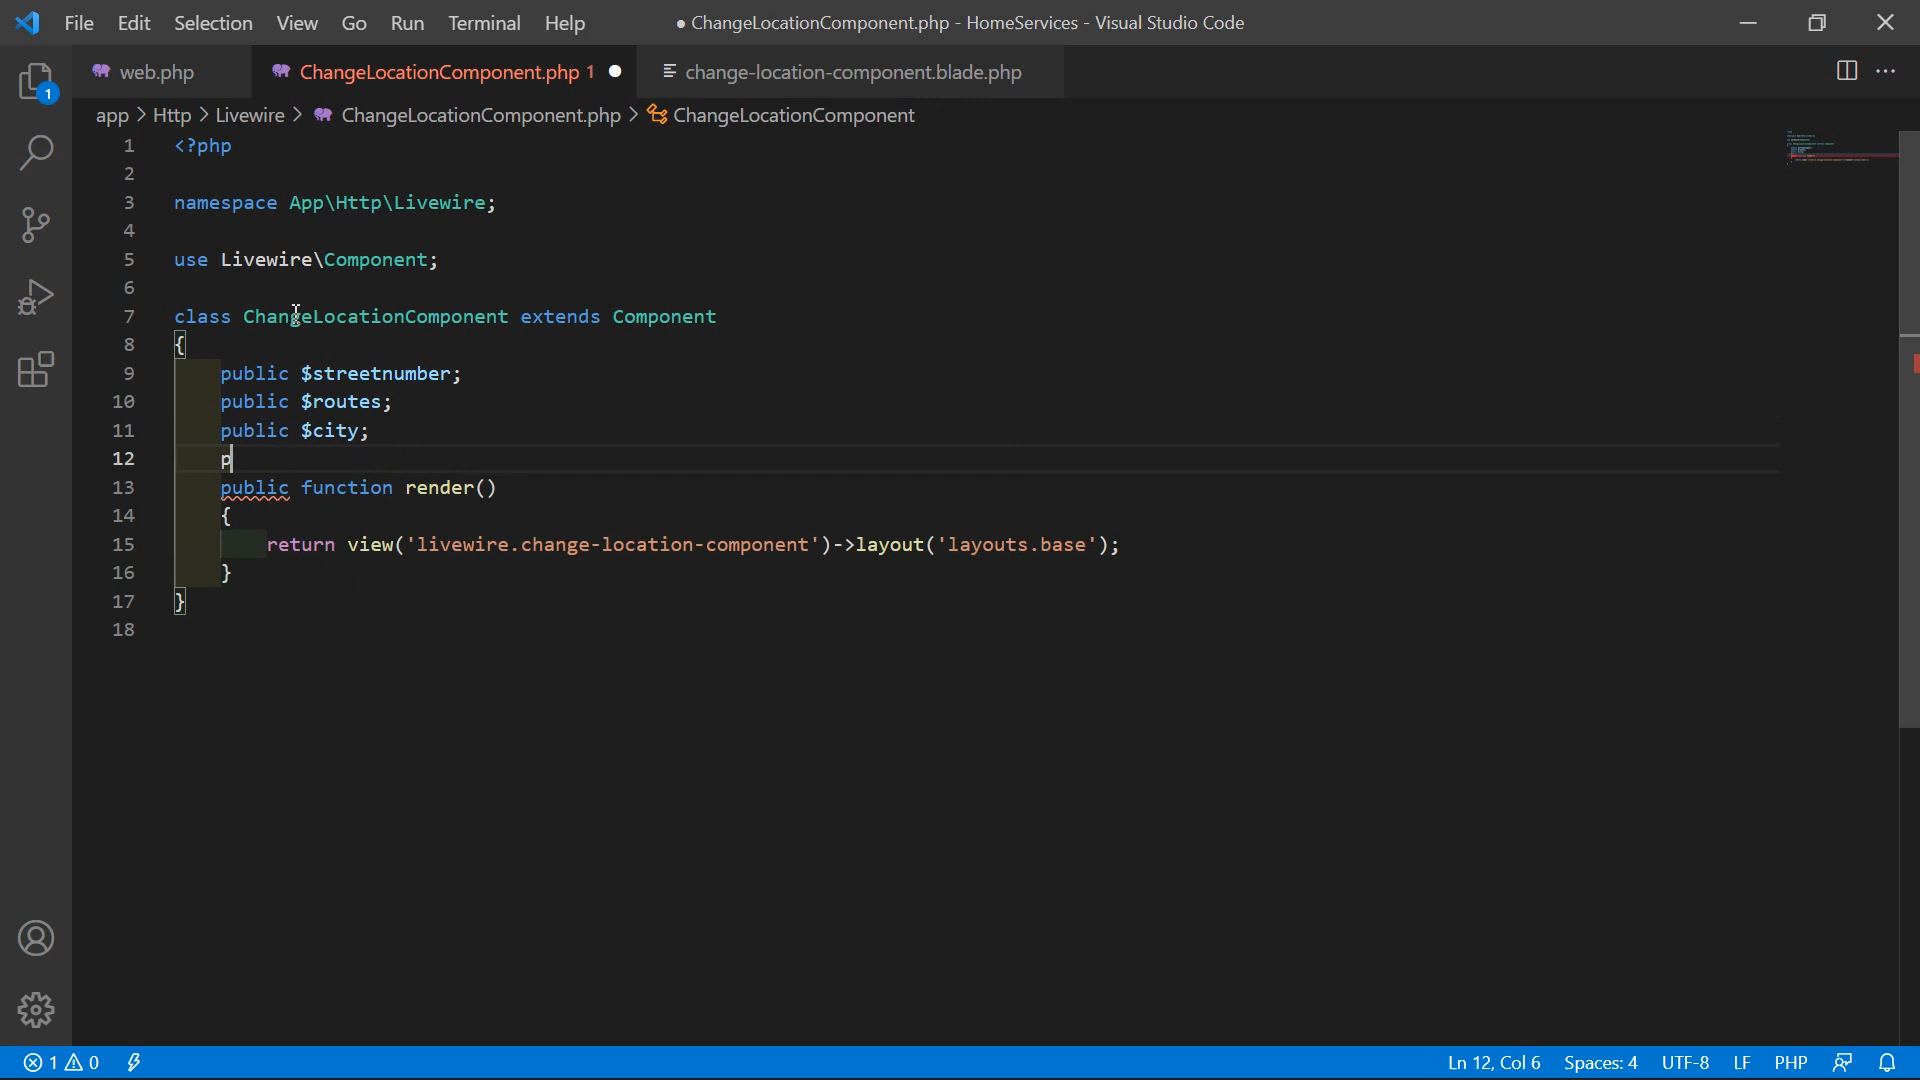 File Edit Selection View Go Run Terminal Help ● ChangeLocationComponent.php - HomeServices - Visual Studio Code
web.php ChangeLocationComponent.php 1 change-location-component.blade.php
1
app > Http > Livewire > ChangeLocationComponent.php > ChangeLocationComponent
1 <?php
2
3 namespace App\Http\Livewire;
4
5 use Livewire\Component;
6
7 class ChangeLocationComponent extends Component
8 {
9 public $streetnumber;
10 public $routes;
11 public $city;
12 p
13 public function render()
14 {
15 return view('livewire.change-location-component')->layout('layouts.base');
16 }
17 }
18
1 0 Ln 12, Col 6 Spaces: 4 UTF-8 LF PHP